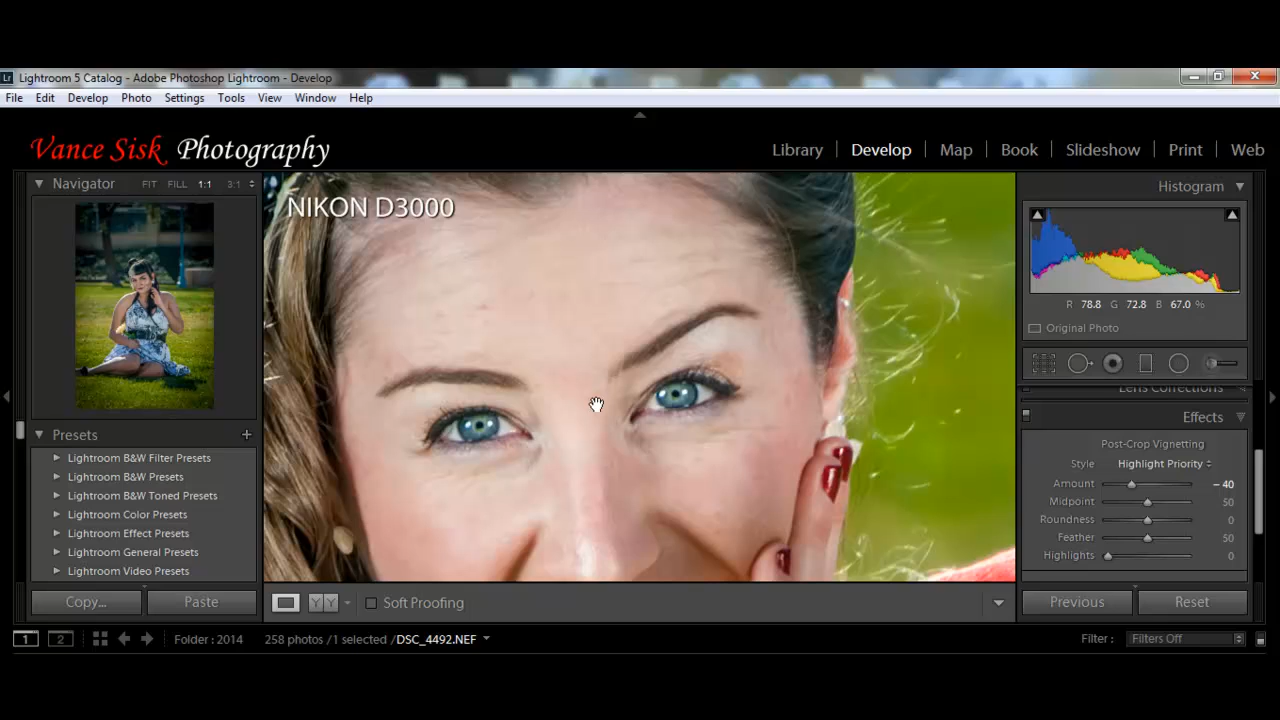 Lightroom 5 Catalog - Adobe Photoshop Lightroom - Develop
File Edit Develop Photo Settings Tools View Window Help
Vance Sisk Photography
Library Develop Map Book Slideshow Print Web
Navigator FIT FILL 1:1 3:1
NIKON D3000
Histogram
R 78.8 G 72.8 B 67.0 %
Original Photo
Lens Corrections
Effects
Post-Crop Vignetting
Style Highlight Priority
Amount – 40
Midpoint 50
Roundness 0
Feather 50
Highlights 0
Presets +
Lightroom B&W Filter Presets
Lightroom B&W Presets
Lightroom B&W Toned Presets
Lightroom Color Presets
Lightroom Effect Presets
Lightroom General Presets
Lightroom Video Presets
Copy... Paste
Y Y Soft Proofing
Previous Reset
1 2 Folder : 2014 258 photos /1 selected /DSC_4492.NEF Filter : Filters Off